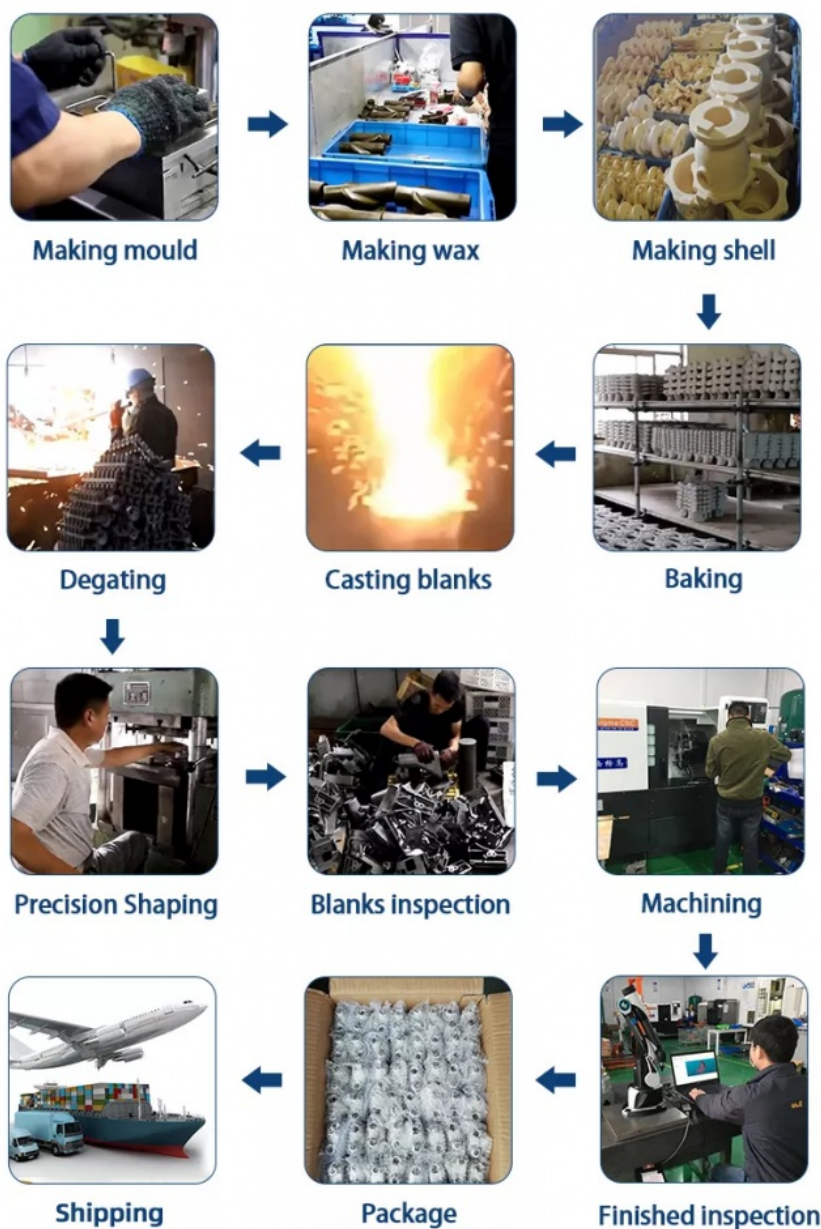 Making mould
Making wax
Making shell
Baking
Casting blanks
Degating
Precision Shaping
Blanks inspection
CNC
Machining
Finished inspection
Package
Shipping